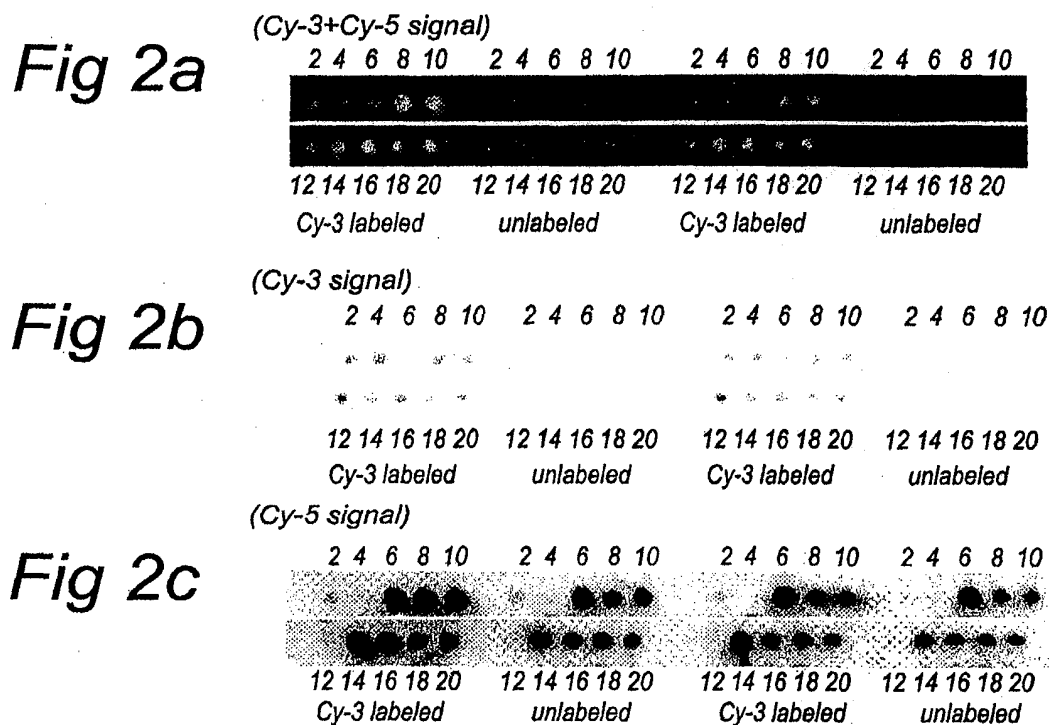 (Cy-3+Cy-5 signal)
Fig 2a
2 4 6 8 10 2 4 6 8 10 2 4 6 8 10 2 4 6 8 10
12 14 16 18 20 12 14 16 18 20 12 14 16 18 20 12 14 16 18 20
Cy-3 labeled unlabeled Cy-3 labeled unlabeled
(Cy-3 signal)
Fig 2b
2 4 6 8 10 2 4 6 8 10 2 4 6 8 10 2 4 6 8 10
12 14 16 18 20 12 14 16 18 20 12 14 16 18 20 12 14 16 18 20
Cy-3 labeled unlabeled Cy-3 labeled unlabeled
(Cy-5 signal)
Fig 2c
2 4 6 8 10 2 4 6 8 10 2 4 6 8 10 2 4 6 8 10
12 14 16 18 20 12 14 16 18 20 12 14 16 18 20 12 14 16 18 20
Cy-3 labeled unlabeled Cy-3 labeled unlabeled